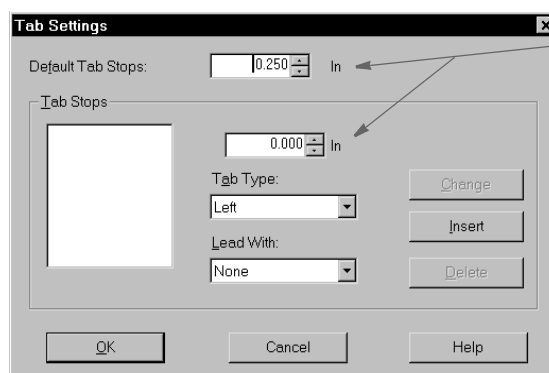 Tab Settings
Default Tab Stops: 0.250 In
Tab Stops
0.000 In
Tab Type:
Change
Left
Insert
Lead With:
None
Delete
OK Cancel Help